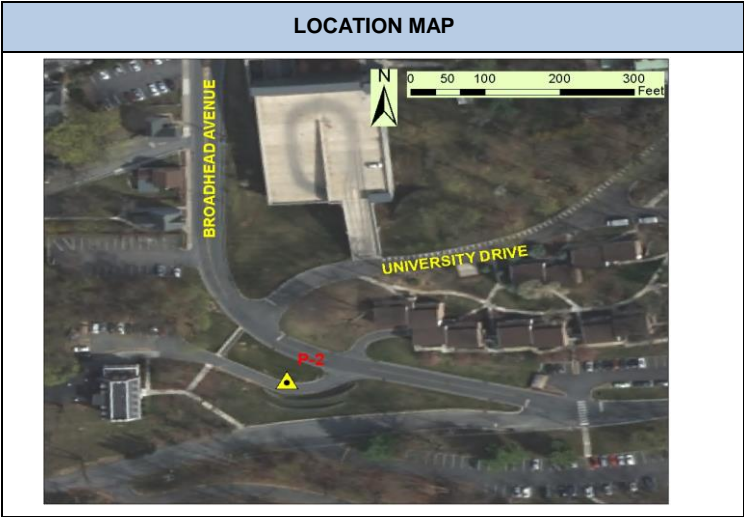 LOCATION MAP
N
0 50 100 200 300
Feet
BROADHEAD AVENUE
UNIVERSITY DRIVE
P-2